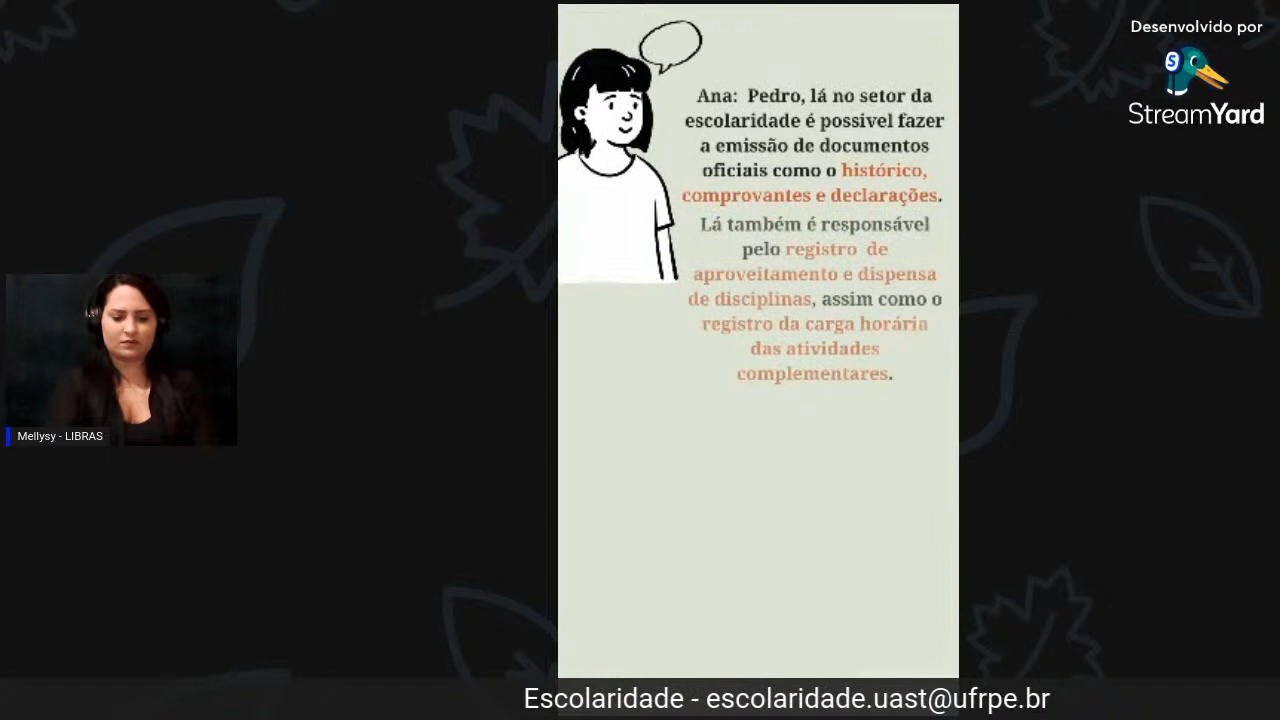 Desenvolvido por
StreamYard
Ana: Pedro, lá no setor da
escolaridade é possivel fazer
a emissão de documentos
oficiais como o histórico,
comprovantes e declarações.
Lá também é responsável
pelo registro de
aproveitamento e dispensa
de disciplinas, assim como o
registro da carga horária
das atividades
complementares.
Mellysy - LIBRAS
Escolaridade - escolaridade.uast@ufrpe.br